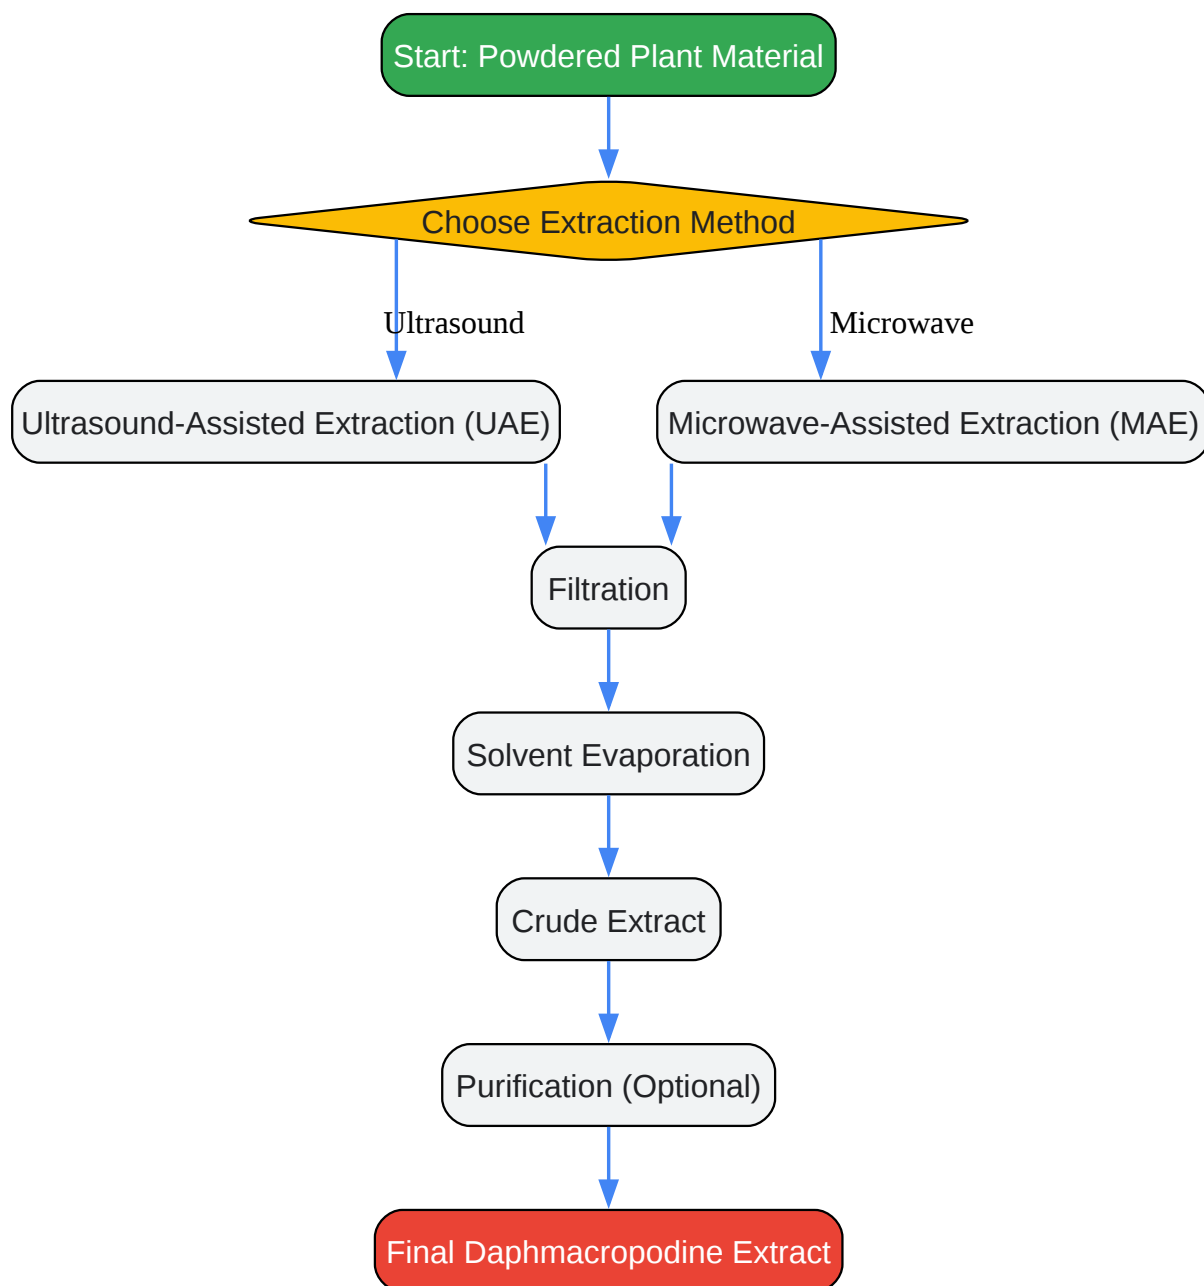 Start: Powdered Plant Material
Choose Extraction Method
Ultrasound
Microwave
Ultrasound-Assisted Extraction (UAE)
Microwave-Assisted Extraction (MAE)
Filtration
Solvent Evaporation
Crude Extract
Purification (Optional)
Final Daphmacropodine Extract